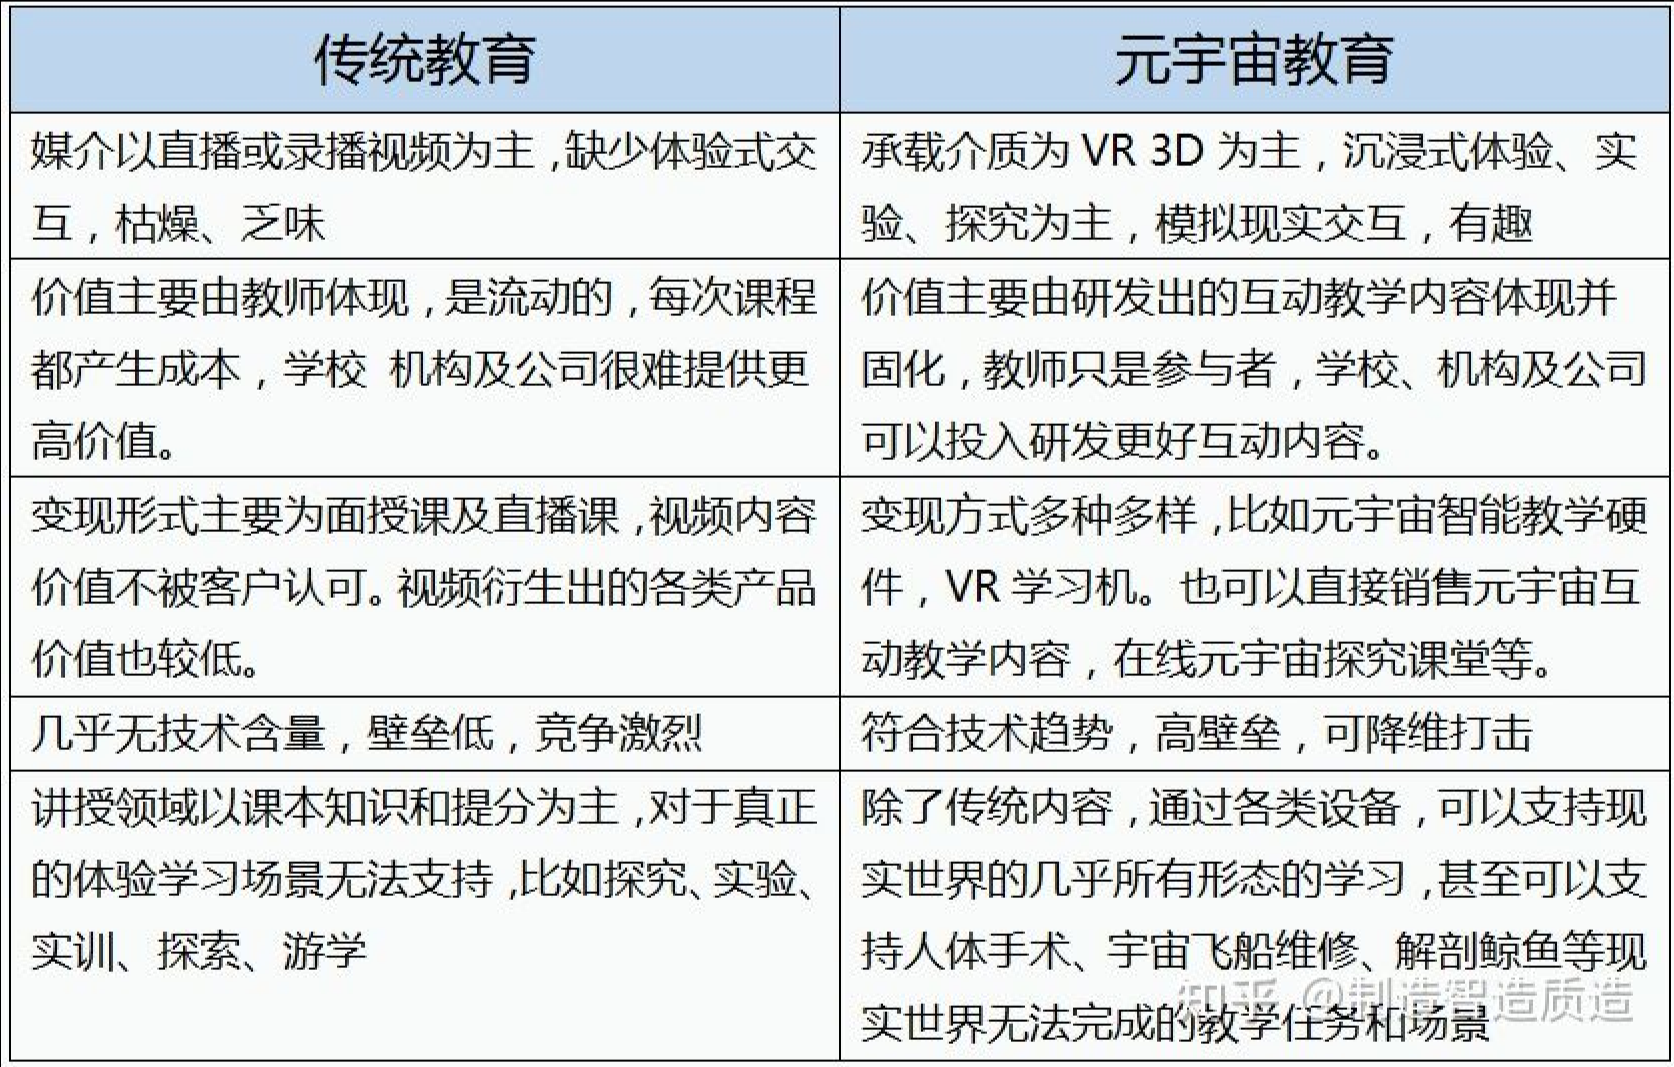 传统教育
元宇宙教育
媒介以直播或录播视频为主，缺少体验式交
互，枯燥、乏味
承载介质为 VR 3D 为主，沉浸式体验、实
验、探究为主，模拟现实交互，有趣
价值主要由教师体现，是流动的，每次课程
都产生成本，学校 机构及公司很难提供更
高价值。
价值主要由研发出的互动教学内容体现并
固化，教师只是参与者，学校、机构及公司
可以投入研发更好互动内容。
变现形式主要为面授课及直播课，视频内容
价值不被客户认可。视频衍生出的各类产品
价值也较低。
变现方式多种多样，比如元宇宙智能教学硬
件，VR 学习机。也可以直接销售元宇宙互
动教学内容，在线元宇宙探究课堂等。
几乎无技术含量，壁垒低，竞争激烈
符合技术趋势，高壁垒，可降维打击
讲授领域以课本知识和提分为主，对于真正
的体验学习场景无法支持，比如探究、实验、
实训、探索、游学
除了传统内容，通过各类设备，可以支持现
实世界的几乎所有形态的学习，甚至可以支
持人体手术、宇宙飞船维修、解剖鲸鱼等现
实世界无法完成的教学任务和场景
知乎 @制造智造质造